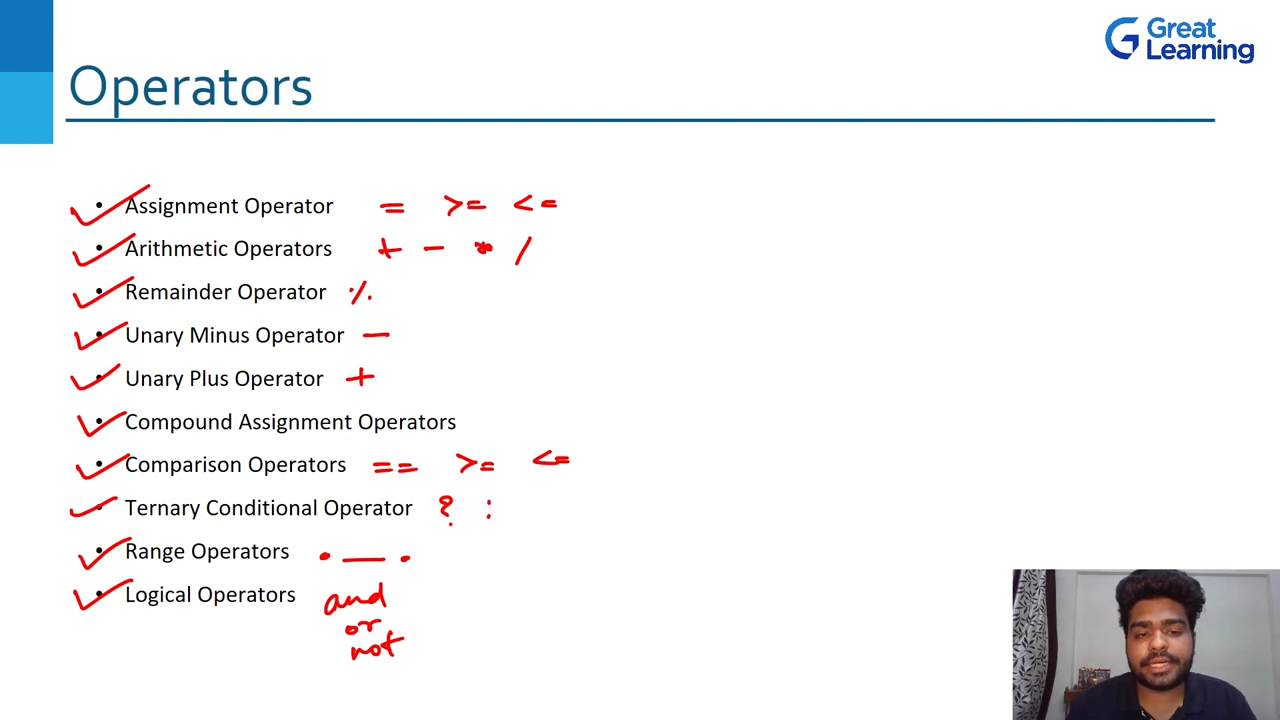 Great
Learning
Operators
• Assignment Operator = >= <=
• Arithmetic Operators + - * /
• Remainder Operator %
• Unary Minus Operator -
• Unary Plus Operator +
• Compound Assignment Operators
• Comparison Operators == >= <=
• Ternary Conditional Operator ? :
• Range Operators . — .
• Logical Operators and
or
not